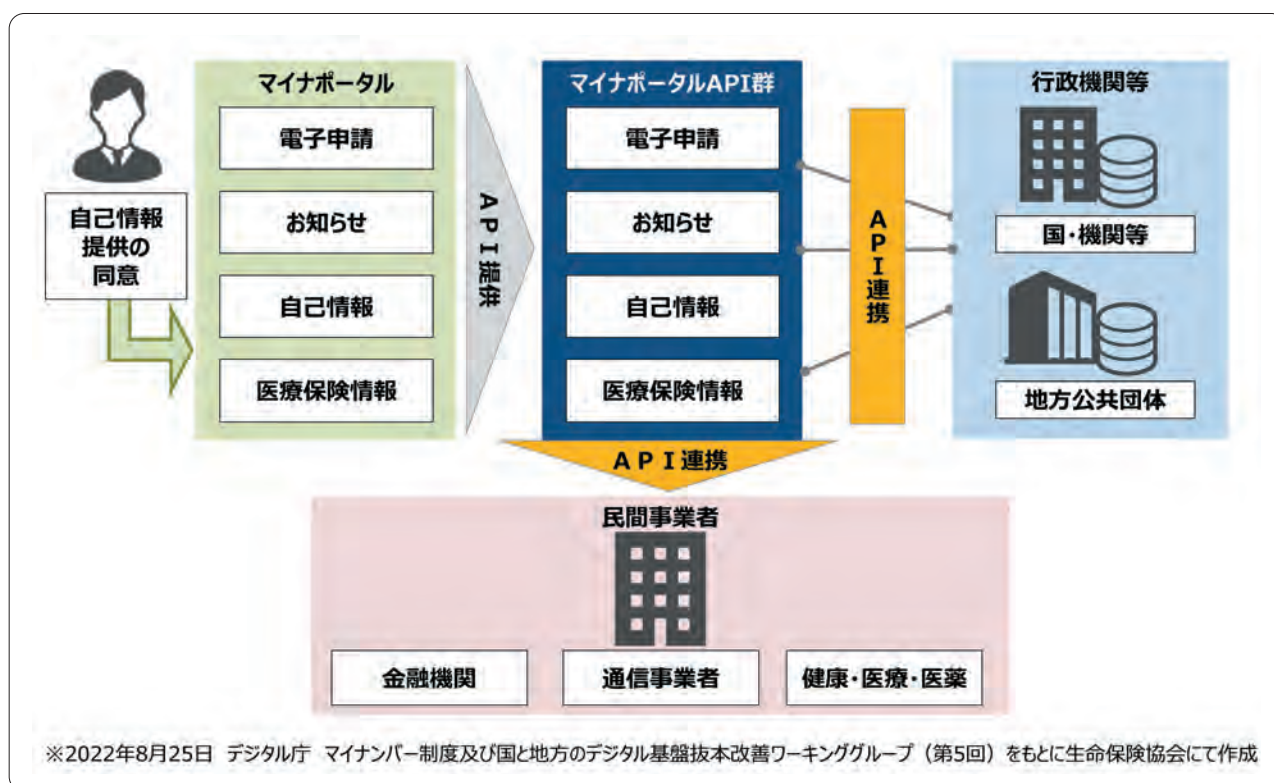 自己情報
提供の
同意
マイナポータル
電子申請
お知らせ
自己情報
医療保険情報
API提供
マイナポータルAPI群
電子申請
お知らせ
自己情報
医療保険情報
API連携
行政機関等
国・機関等
地方公共団体
API連携
民間事業者
金融機関
通信事業者
健康・医療・医薬
※2022年8月25日 デジタル庁 マイナンバー制度及び国と地方のデジタル基盤抜本改善ワーキンググループ（第5回）をもとに生命保険協会にて作成